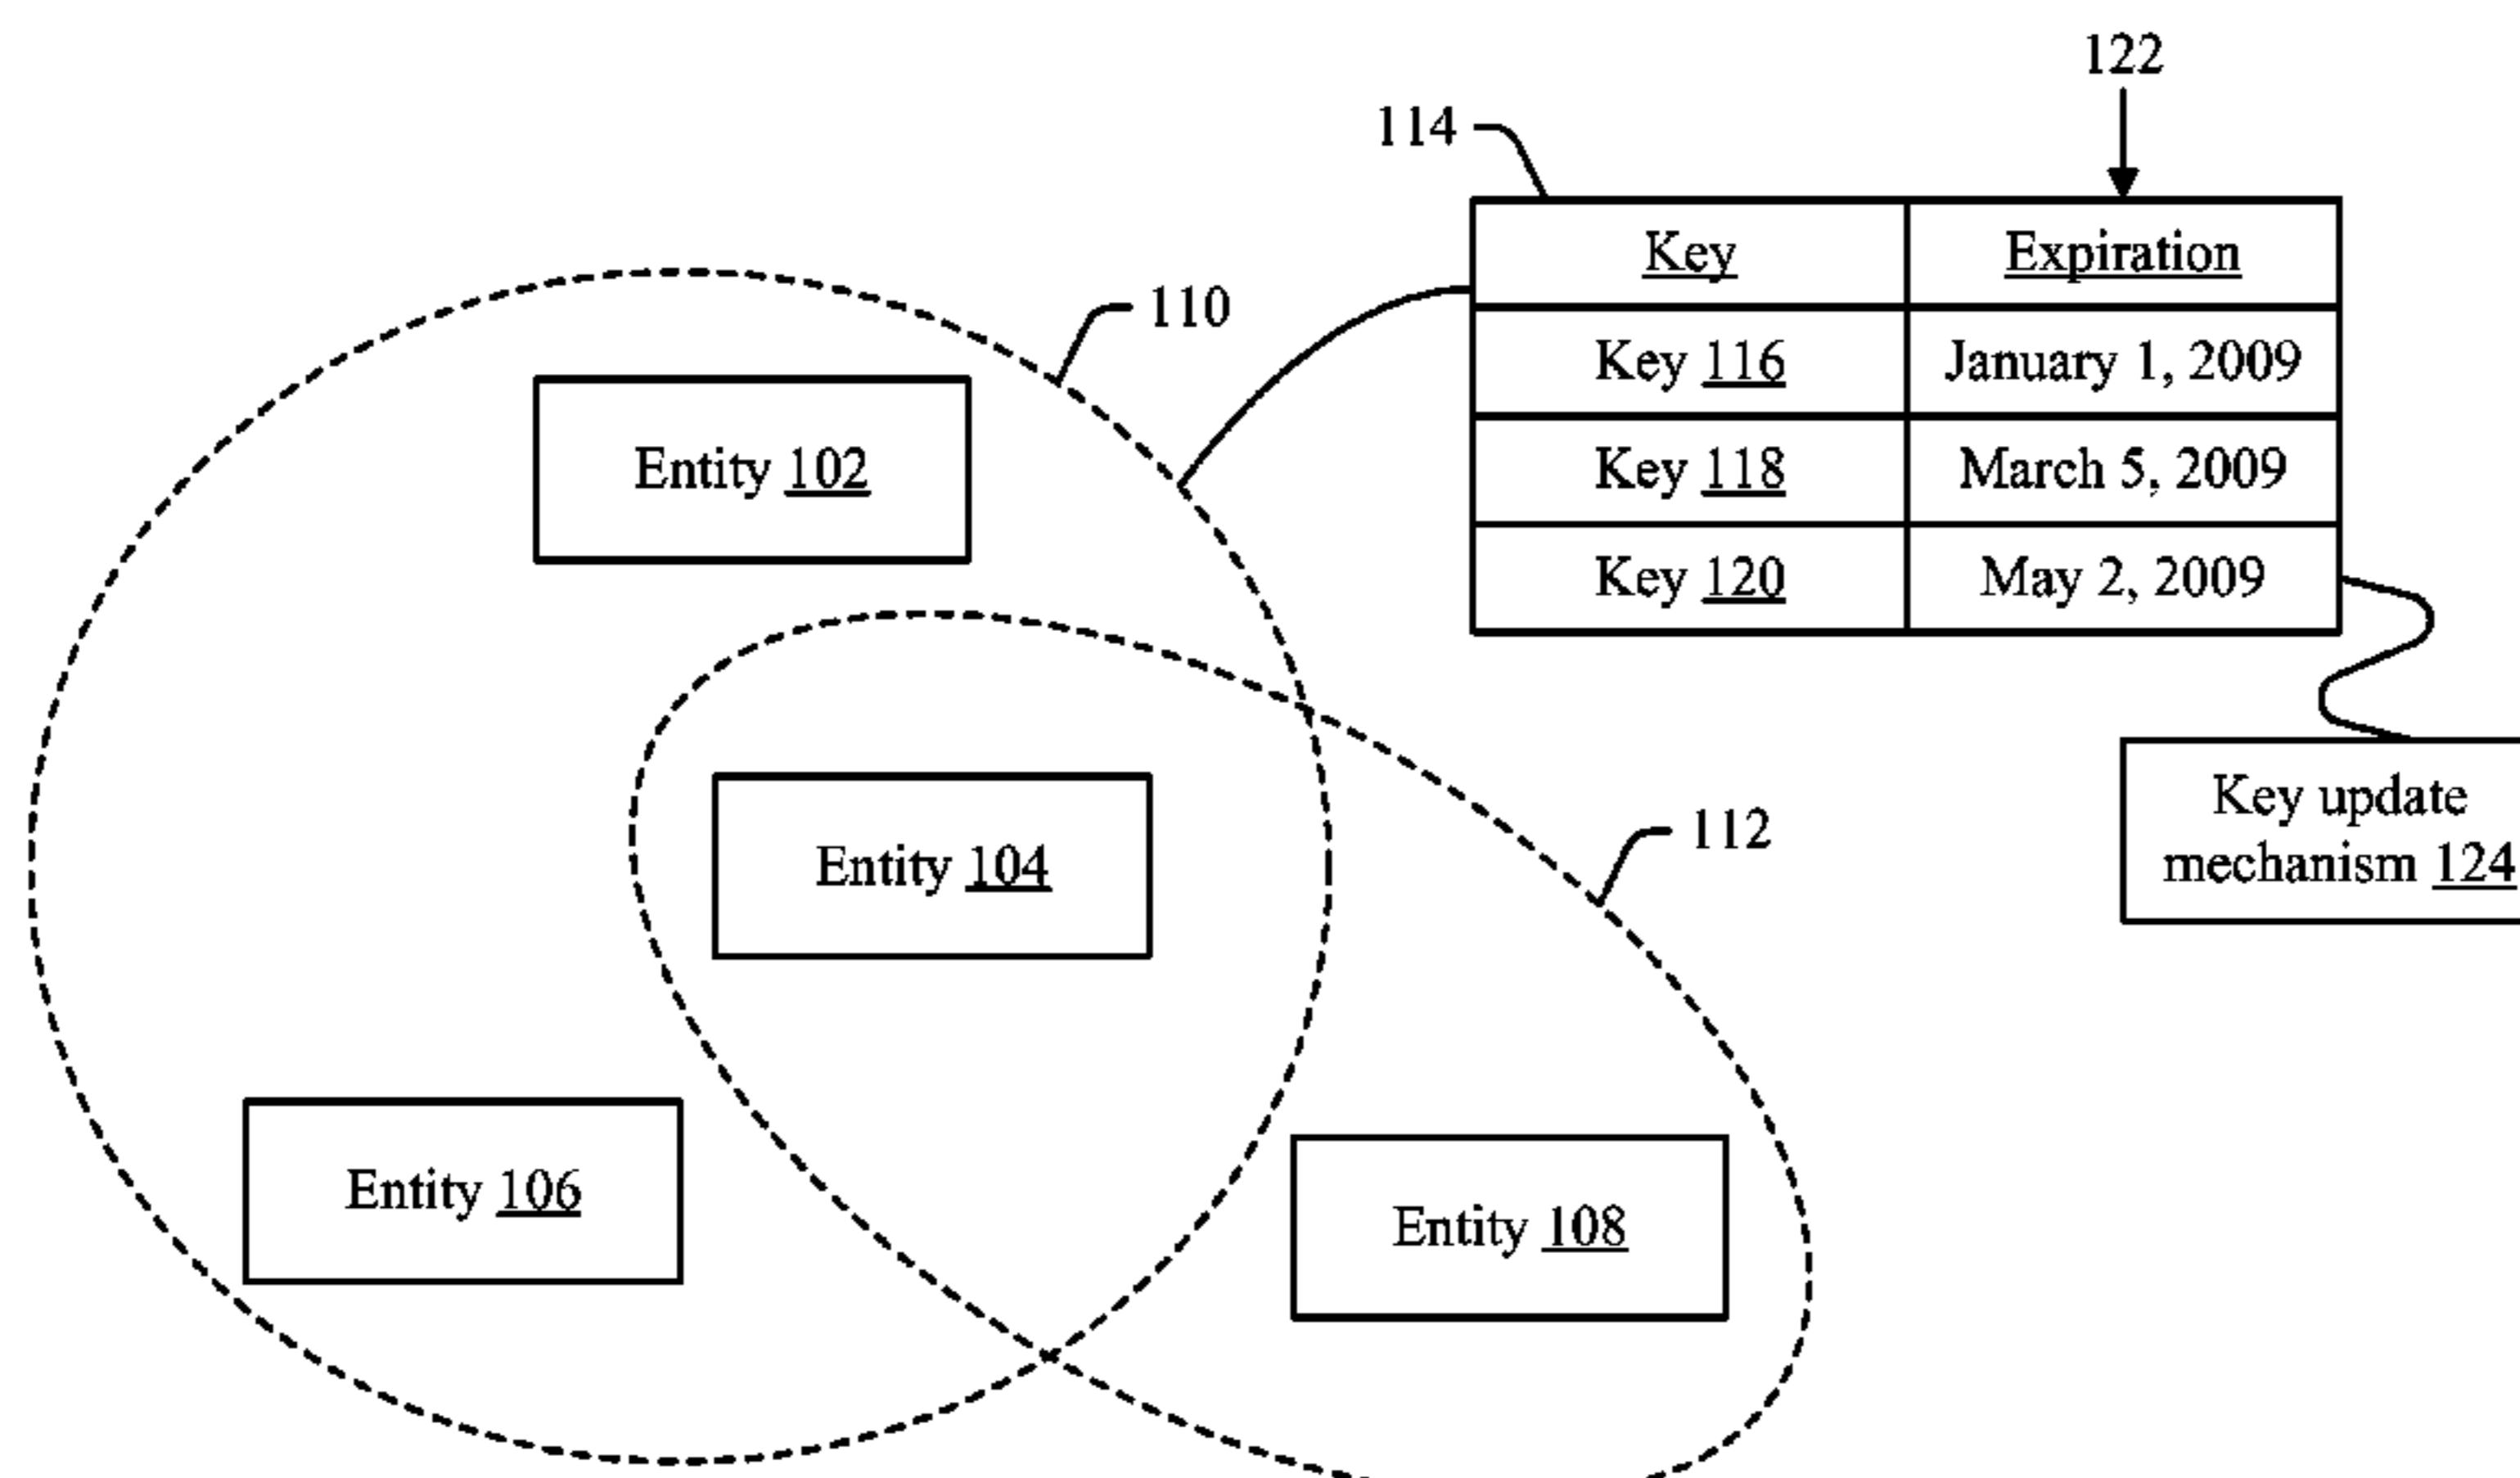 122
114
Key Expiration
110
Key 116 January 1, 2009
Entity 102
Key 118 March 5, 2009
Key 120 May 2, 2009
Key update
mechanism 124
112
Entity 104
Entity 106
Entity 108